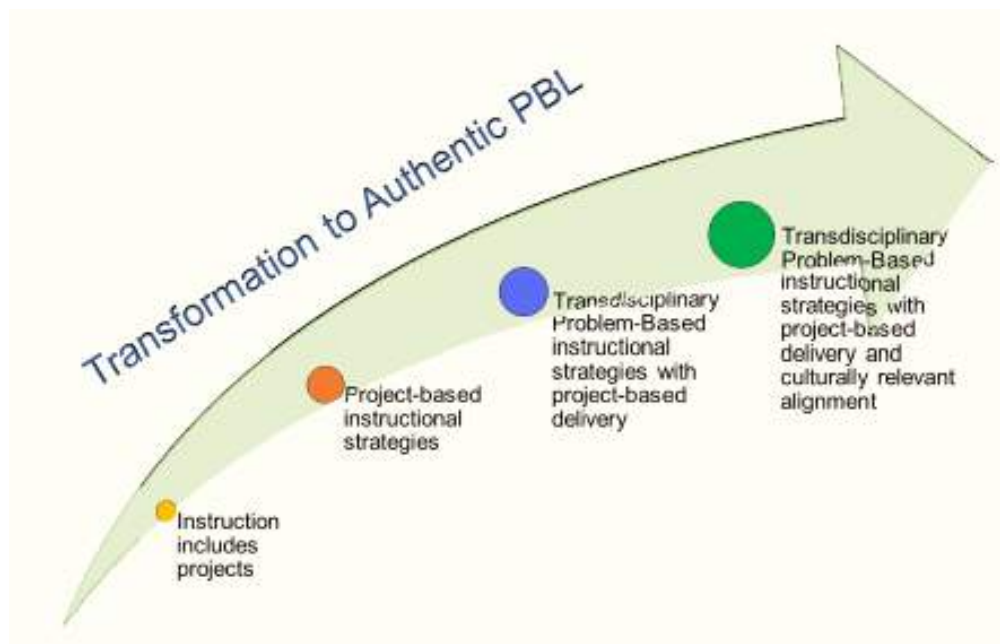 Transformation to Authentic PBL
Instruction
includes
projects
Project-based
instructional
strategies
Transdisciplinary
Problem-Based
instructional
strategies with
project-based
delivery
Transdisciplinary
Problem-Based
instructional
strategies with
project-based
delivery and
culturally relevant
alignment